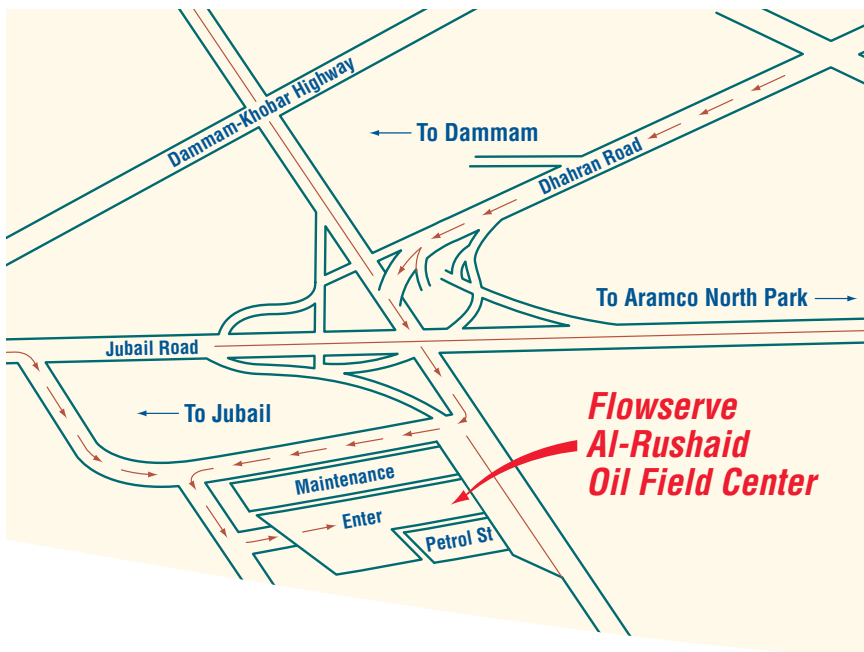 Dammam-Khobar Highway
To Dammam
Dhahran Road
To Aramco North Park
Jubail Road
To Jubail
Flowserve
Al-Rushaid
Oil Field Center
Maintenance
Enter
Petrol St